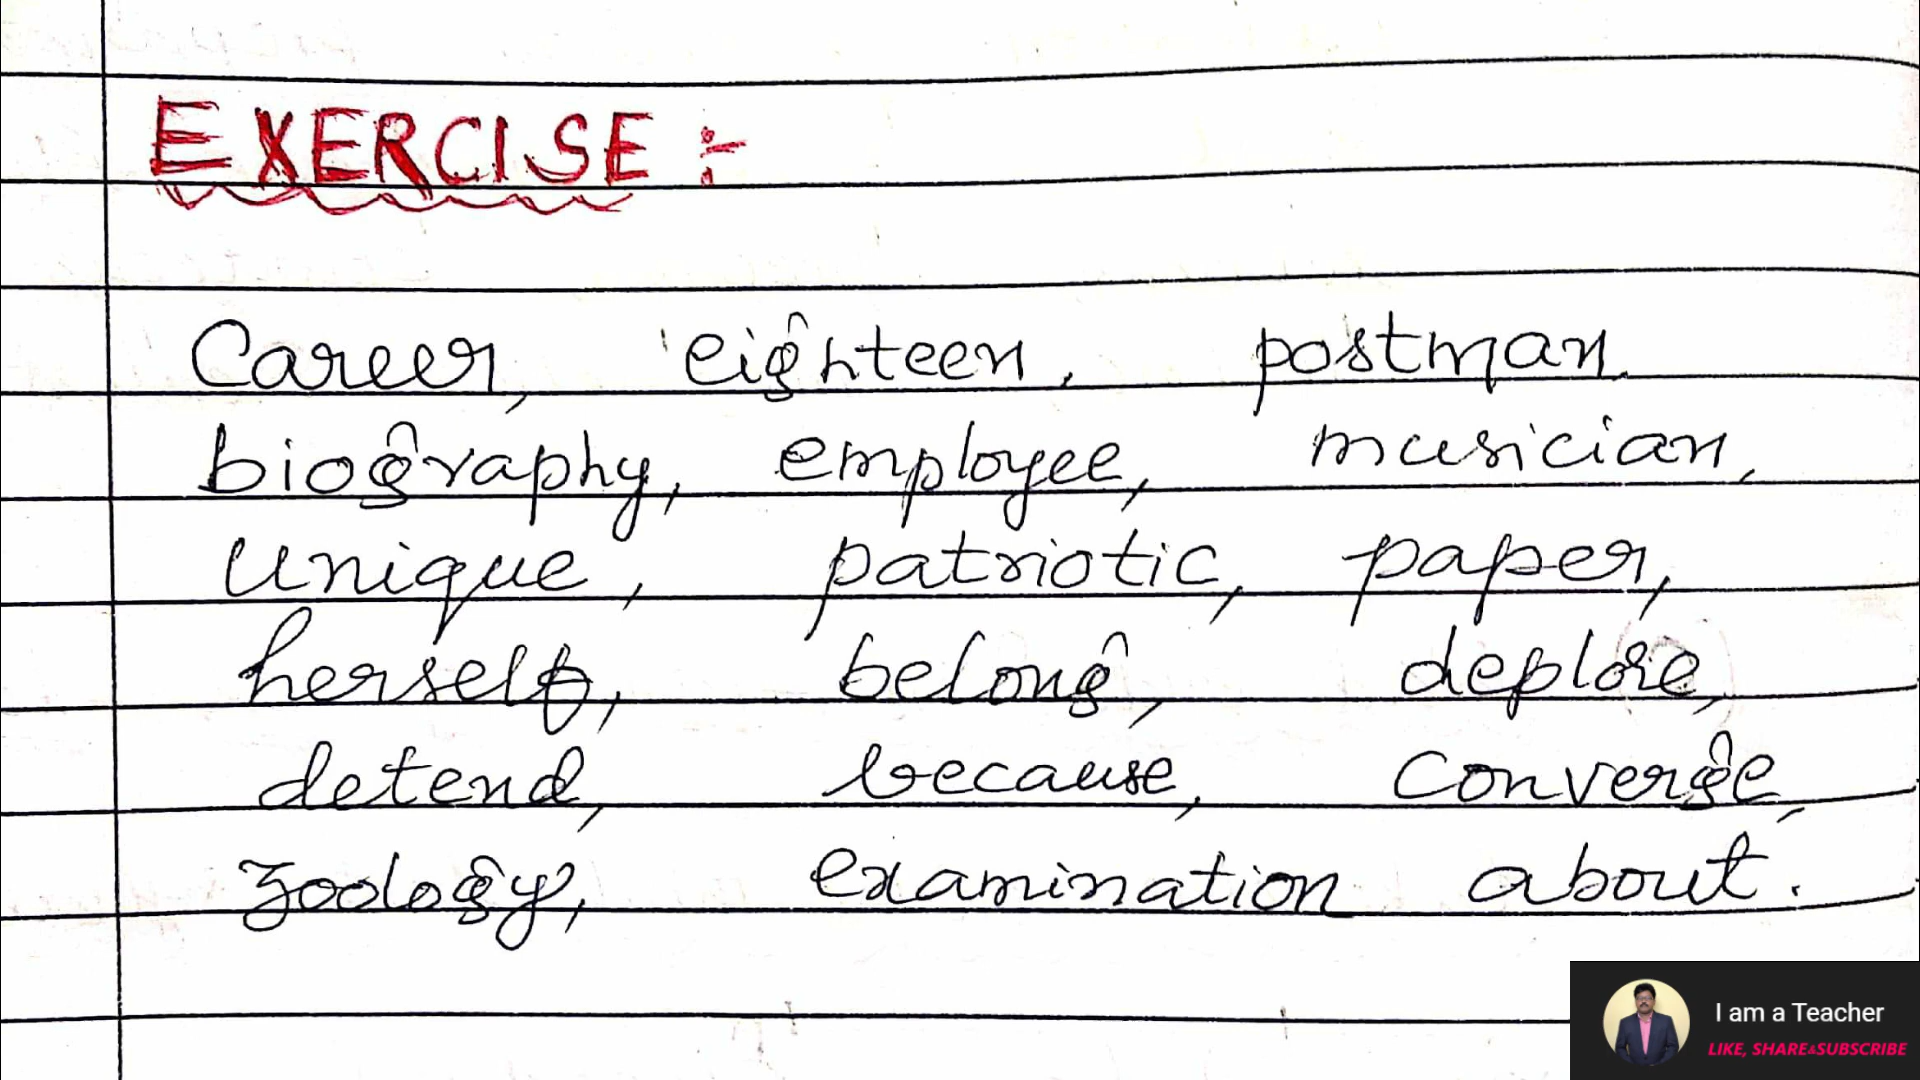 EXERCISE :-
Career, eighteen, postman.
biography, employee, musician,
unique, patriotic, paper,
herself, belong, deplore,
detend, because, converge,
zoology, examination about.
I am a Teacher
LIKE, SHARE&SUBSCRIBE